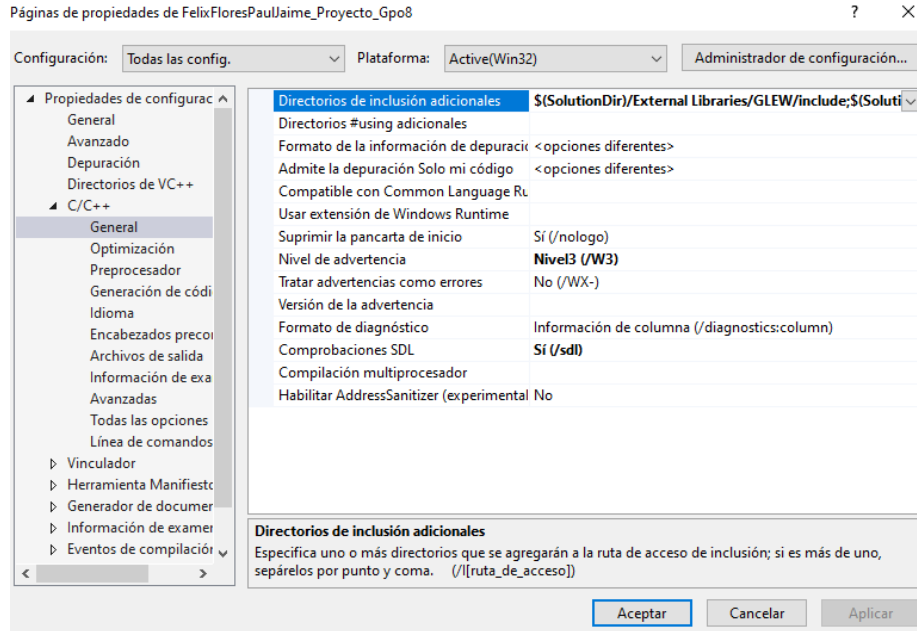 Páginas de propiedades de FelixFloresPaulJaime_Proyecto_Gpo8 ? ×
Configuración: Todas las config. Plataforma: Active(Win32) Administrador de configuración...
Propiedades de configurac
General
Avanzado
Depuración
Directorios de VC++
C/C++
General
Optimización
Preprocesador
Generación de códi
Idioma
Encabezados precor
Archivos de salida
Información de exa
Avanzadas
Todas las opciones
Línea de comandos
Vinculador
Herramienta Manifiesto
Generador de documer
Información de examer
Eventos de compilación
Directorios de inclusión adicionales $(SolutionDir)/External Libraries/GLEW/include;$(Soluti
Directorios #using adicionales
Formato de la información de depuració <opciones diferentes>
Admite la depuración Solo mi código <opciones diferentes>
Compatible con Common Language Ru
Usar extensión de Windows Runtime
Suprimir la pancarta de inicio Sí (/nologo)
Nivel de advertencia Nivel3 (/W3)
Tratar advertencias como errores No (/WX-)
Versión de la advertencia
Formato de diagnóstico Información de columna (/diagnostics:column)
Comprobaciones SDL Sí (/sdl)
Compilación multiprocesador
Habilitar AddressSanitizer (experimental No
Directorios de inclusión adicionales
Especifica uno o más directorios que se agregarán a la ruta de acceso de inclusión; si es más de uno,
sepárelos por punto y coma. (/I[ruta_de_acceso])
Aceptar Cancelar Aplicar